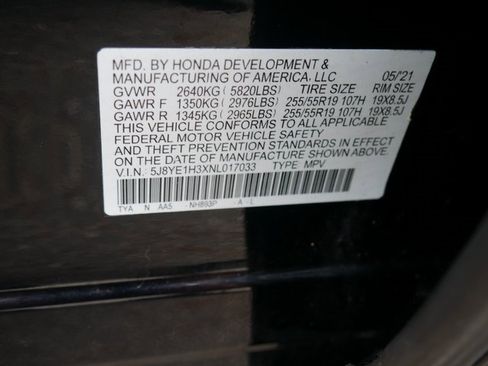 MFD. BY HONDA DEVELOPMENT & 05/21
MANUFACTURING OF AMERICA, LLC
GVWR 2640KG (5820LBS) TIRE SIZE RIM SIZE
GAWR F 1350KG (2976LBS) 255/55R19 107H 19X8.5J
GAWR R 1345KG (2965LBS) 255/55R19 107H 19X8.5J
THIS VEHICLE CONFORMS TO ALL APPLICABLE
FEDERAL MOTOR VEHICLE SAFETY
AND THEFT PREVENTION STANDARDS IN EFFECT
ON THE DATE OF MANUFACTURE SHOWN ABOVE.
V.I.N.: 5J8YE1H3XNL017033 TYPE: MPV
TYA N AA5 NH893P A L